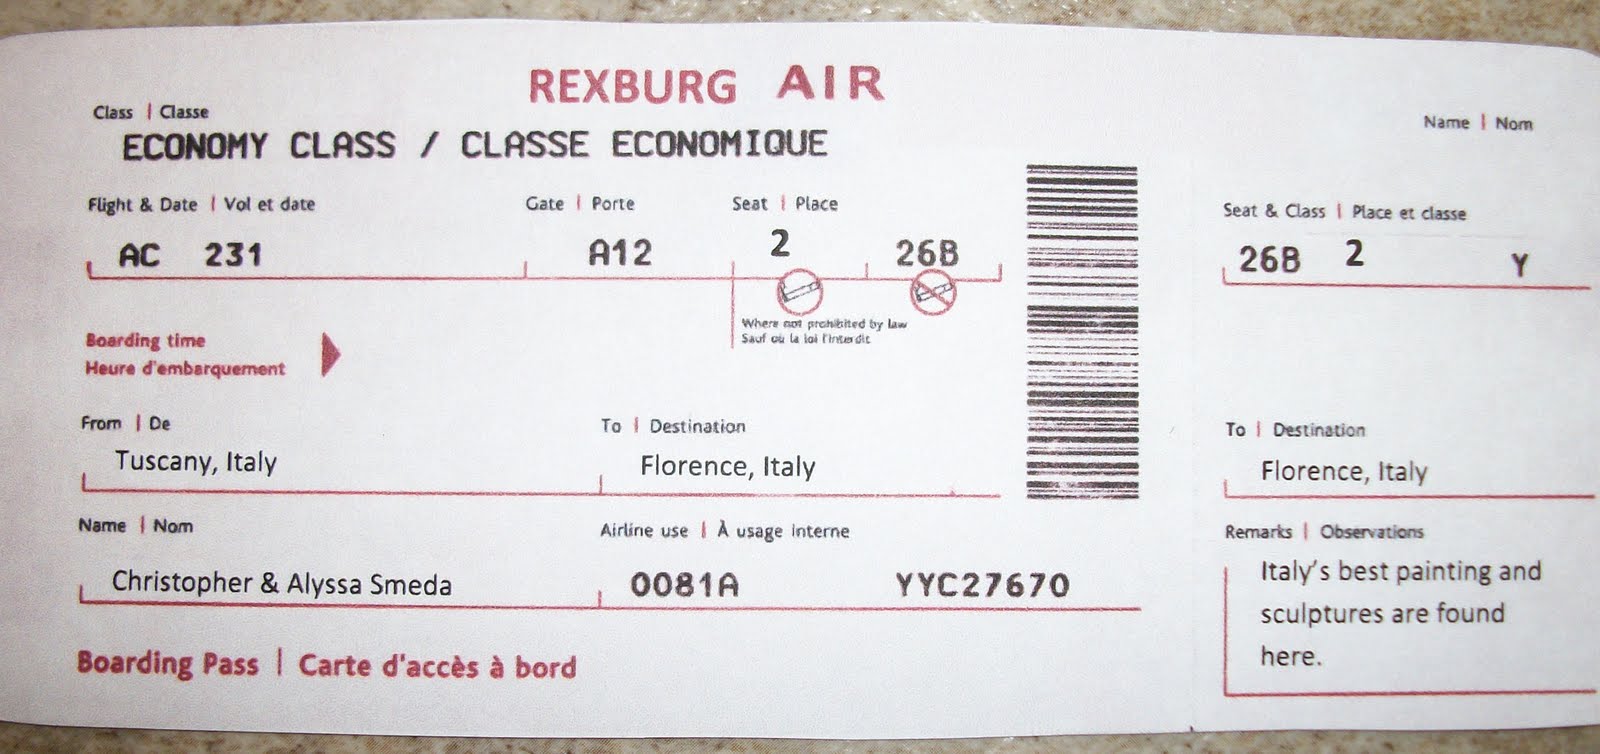 REXBURG AIR
Class | Classe
ECONOMY CLASS / CLASSE ECONOMIQUE
Flight & Date | Vol et date
Gate | Porte
Seat | Place
AC 231
A12
2
26B
Where not prohibited by law
Sauf où la loi l'interdit
Boarding time
Heure d'embarquement
From | De
To | Destination
Tuscany, Italy
Florence, Italy
Name | Nom
Airline use | À usage interne
Christopher & Alyssa Smeda
0081A
YYC27670
Boarding Pass | Carte d'accès à bord
Name | Nom
Seat & Class | Place et classe
26B 2 Y
To | Destination
Florence, Italy
Remarks | Observations
Italy's best painting and
sculptures are found
here.